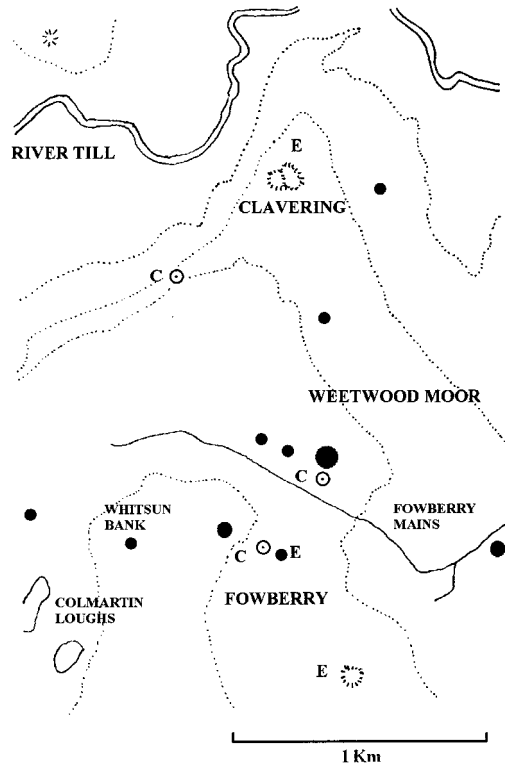 RIVER TILL
E
CLAVERING
C
WEETWOOD MOOR
C
WHITSUN
BANK
FOWBERRY
MAINS
C
E
FOWBERRY
COLMARTIN
LOUGHS
E
1 Km